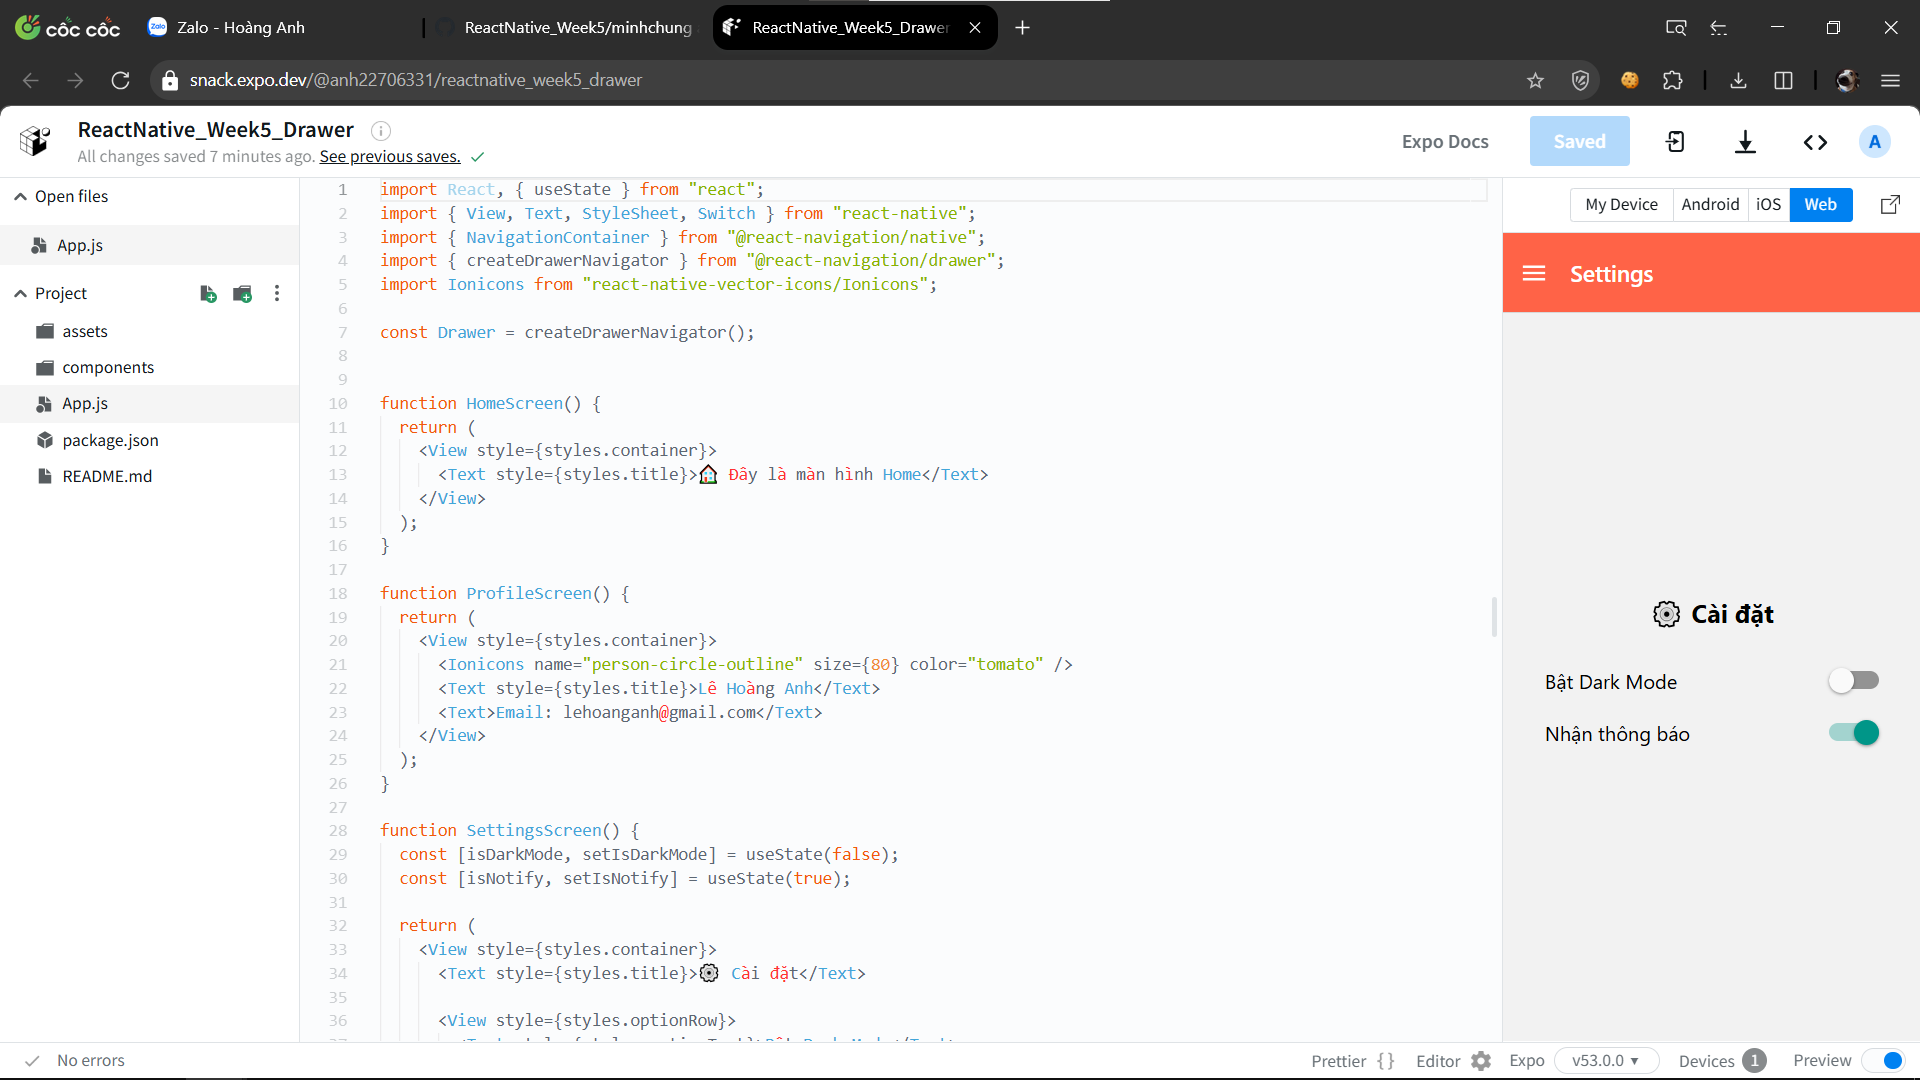 cốc cốc
Zalo
Zalo - Hoàng Anh
ReactNative_Week5/minhchung
ReactNative_Week5_Drawer
snack.expo.dev/@anh22706331/reactnative_week5_drawer
ReactNative_Week5_Drawer
All changes saved 7 minutes ago. See previous saves.
Expo Docs
Saved
A
Open files
App.js
Project
assets
components
App.js
package.json
README.md
1 import React, { useState } from "react";
2 import { View, Text, StyleSheet, Switch } from "react-native";
3 import { NavigationContainer } from "@react-navigation/native";
4 import { createDrawerNavigator } from "@react-navigation/drawer";
5 import Ionicons from "react-native-vector-icons/Ionicons";
6
7 const Drawer = createDrawerNavigator();
8
9
10 function HomeScreen() {
11 return (
12 <View style={styles.container}>
13 <Text style={styles.title}>🏠 Đây là màn hình Home</Text>
14 </View>
15 );
16 }
17
18 function ProfileScreen() {
19 return (
20 <View style={styles.container}>
21 <Ionicons name="person-circle-outline" size={80} color="tomato" />
22 <Text style={styles.title}>Lê Hoàng Anh</Text>
23 <Text>Email: lehoanganh@gmail.com</Text>
24 </View>
25 );
26 }
27
28 function SettingsScreen() {
29 const [isDarkMode, setIsDarkMode] = useState(false);
30 const [isNotify, setIsNotify] = useState(true);
31
32 return (
33 <View style={styles.container}>
34 <Text style={styles.title}>⚙️ Cài đặt</Text>
35
36 <View style={styles.optionRow}>
My Device
Android
iOS
Web
Settings
⚙️ Cài đặt
Bật Dark Mode
Nhận thông báo
No errors
Prettier { }
Editor
Expo
v53.0.0
Devices 1
Preview